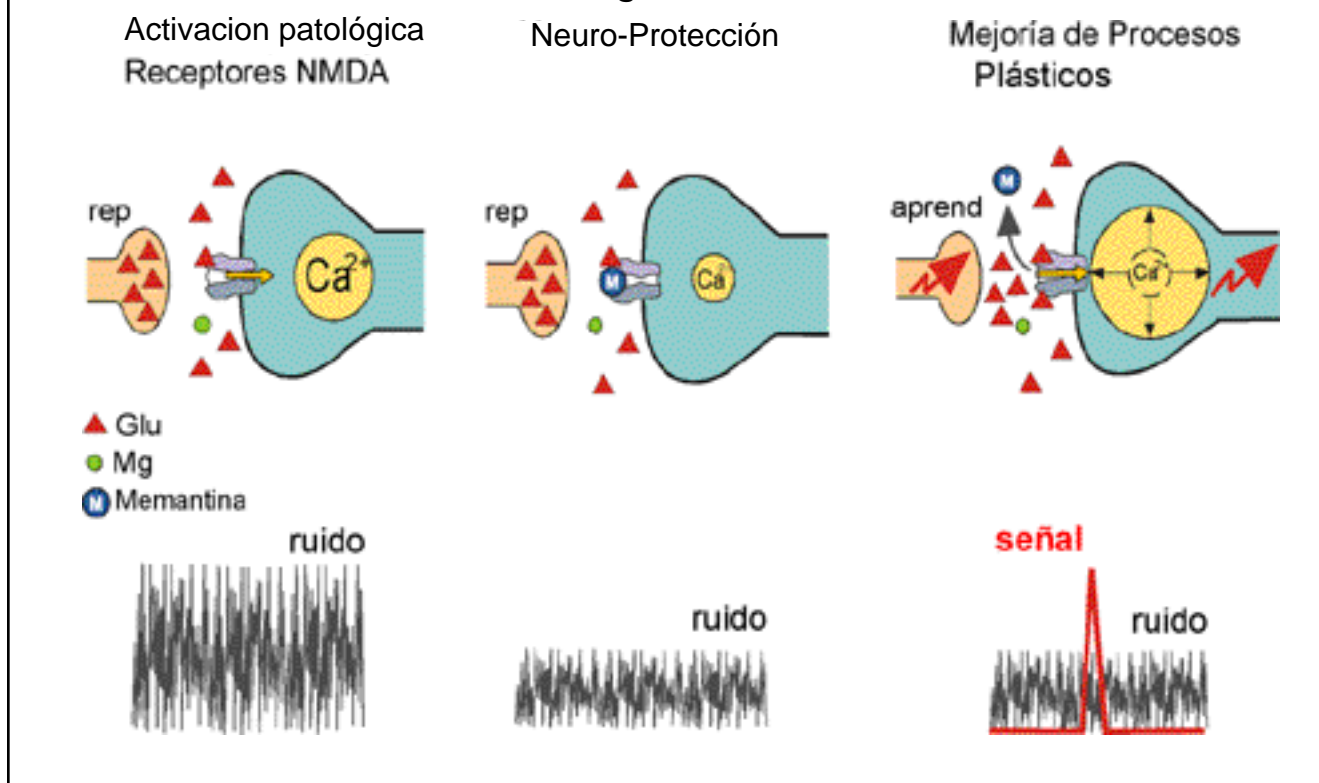 Activacion patológica
Receptores NMDA
Neuro-Protección
Mejoría de Procesos
Plásticos
rep
Ca2+
rep
M
Ca
M
aprend
Ca2+
Glu
Mg
M Memantina
ruido
ruido
señal
ruido